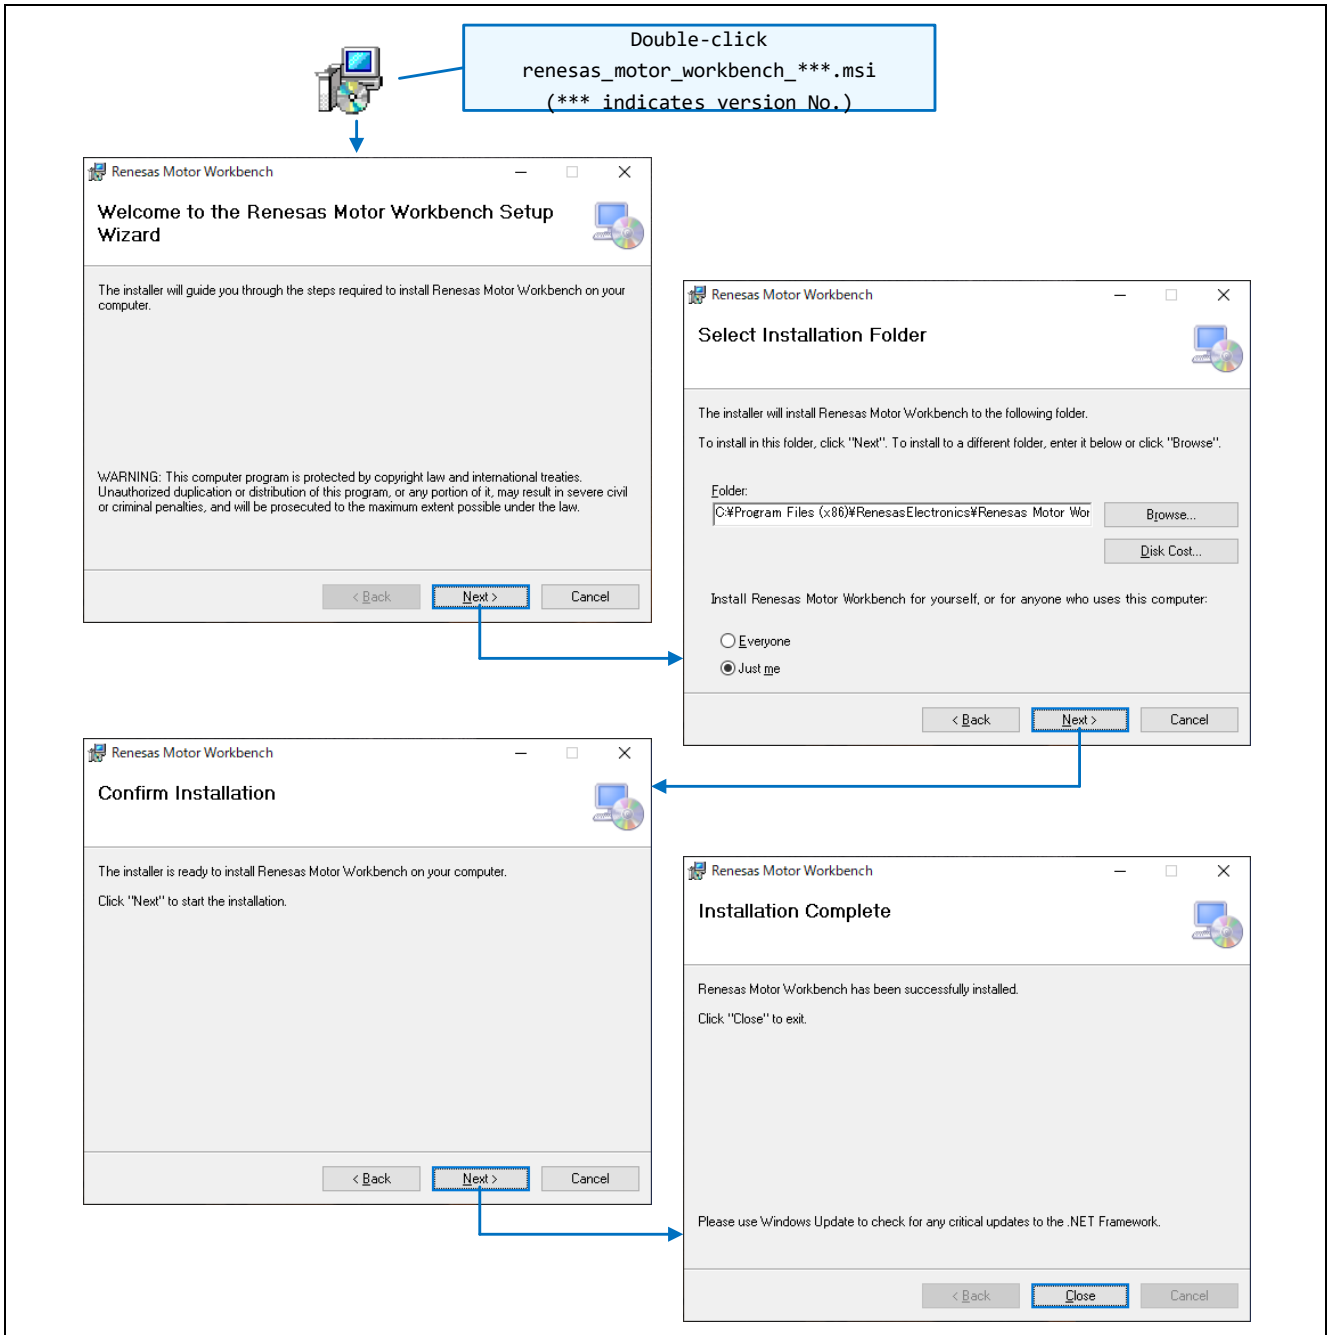 Double-click
renesas_motor_workbench_***.msi
(*** indicates version No.)
Renesas Motor Workbench
Welcome to the Renesas Motor Workbench Setup
Wizard
The installer will guide you through the steps required to install Renesas Motor Workbench on your
computer.
WARNING: This computer program is protected by copyright law and international treaties.
Unauthorized duplication or distribution of this program, or any portion of it, may result in severe civil
or criminal penalties, and will be prosecuted to the maximum extent possible under the law.
< Back
Next >
Cancel
Renesas Motor Workbench
Select Installation Folder
The installer will install Renesas Motor Workbench to the following folder.
To install in this folder, click "Next". To install to a different folder, enter it below or click "Browse".
Folder:
C:¥Program Files (x86)¥RenesasElectronics¥Renesas Motor Wor
Browse...
Disk Cost...
Install Renesas Motor Workbench for yourself, or for anyone who uses this computer:
Everyone
Just me
< Back
Next >
Cancel
Renesas Motor Workbench
Confirm Installation
The installer is ready to install Renesas Motor Workbench on your computer.
Click "Next" to start the installation.
< Back
Next >
Cancel
Renesas Motor Workbench
Installation Complete
Renesas Motor Workbench has been successfully installed.
Click "Close" to exit.
Please use Windows Update to check for any critical updates to the .NET Framework.
< Back
Close
Cancel